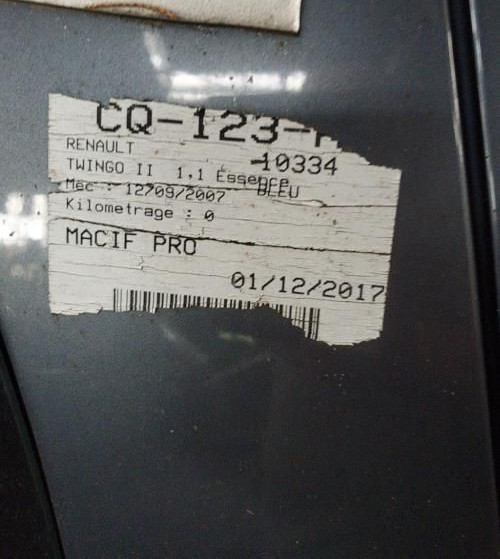 CQ-123-
RENAULT
-10334
TWINGO II 1.1 Essence
BLEU
Mec : 12/09/2007
Kilometrage : 0
MACIF PRO
01/12/2017